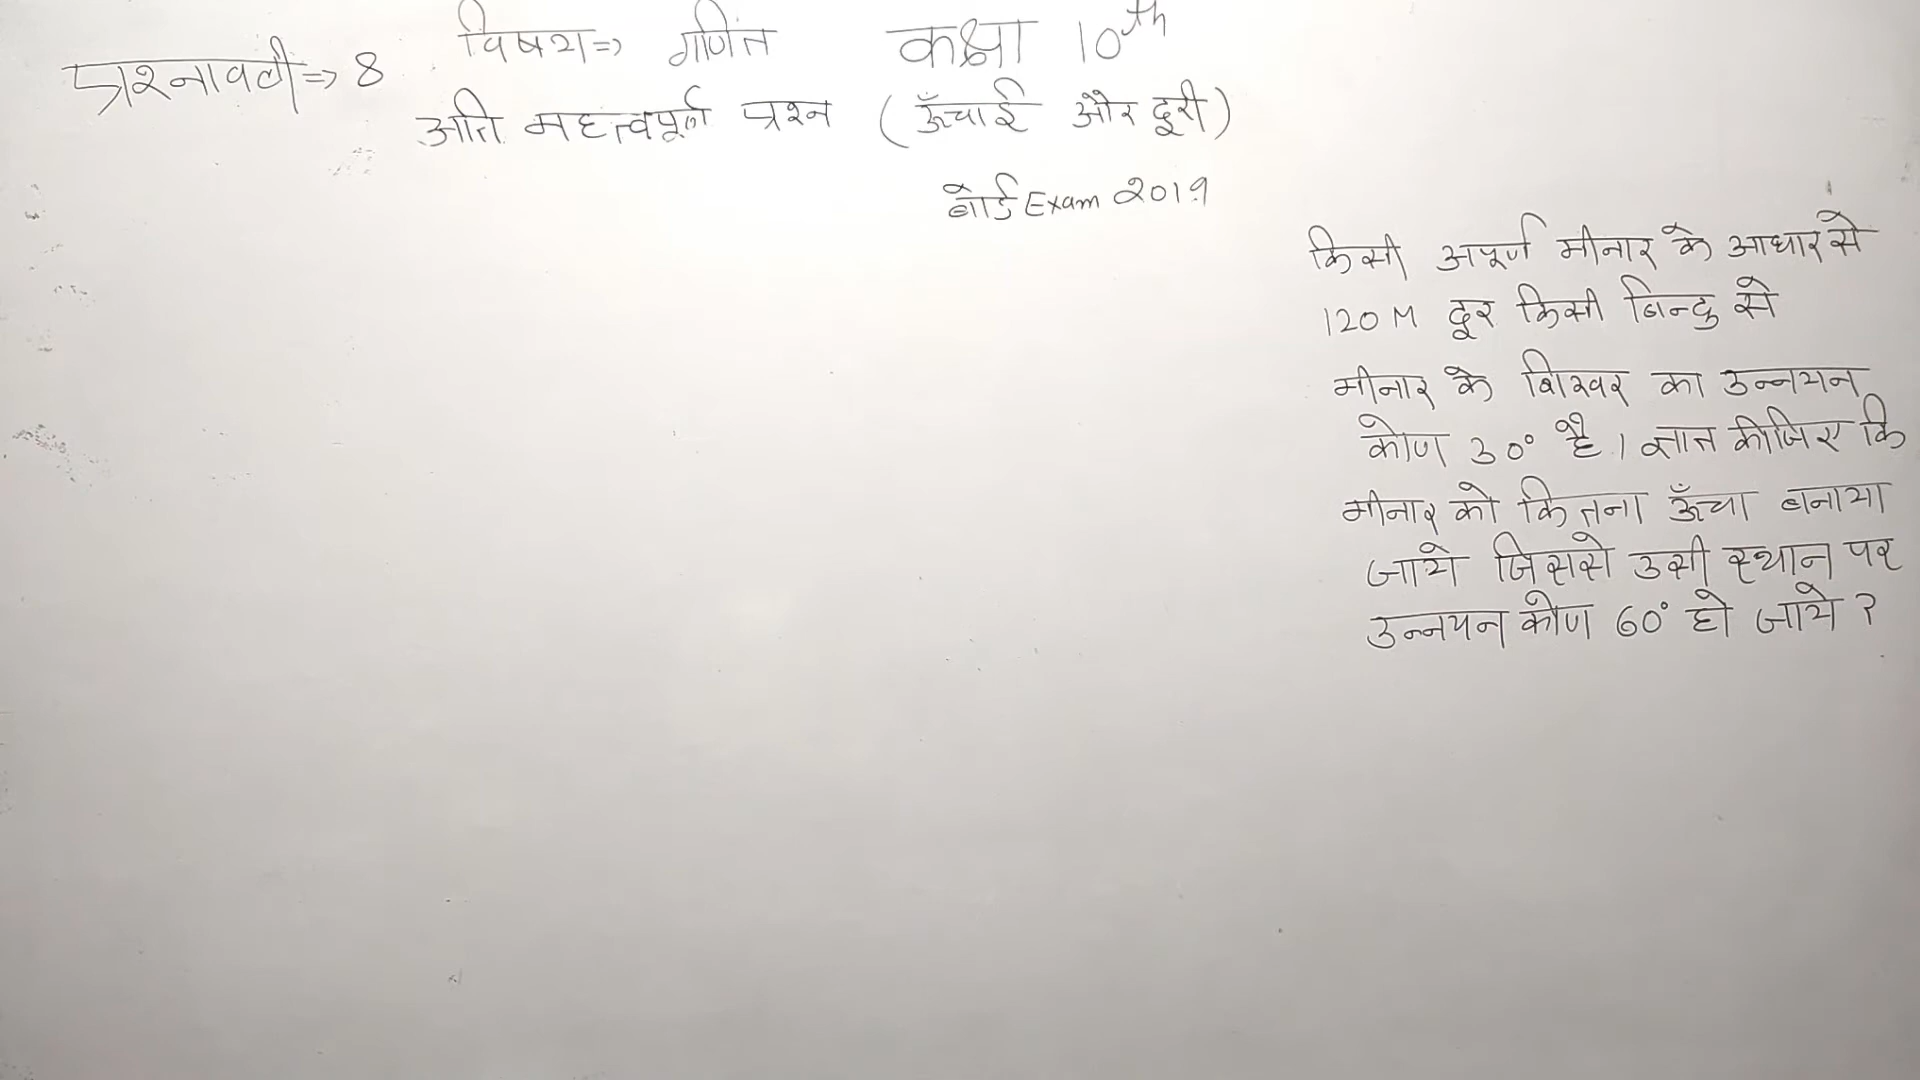 विषय=> गणित कक्षा 10th
प्रश्नावली=> 8
अति महत्वपूर्ण प्रश्न (ऊँचाई और दूरी)
बोर्ड Exam 2019
किसी अपूर्ण मीनार के आधार से
120 M दूर किसी बिन्दु से
मीनार के शिखर का उन्नयन
कोण 30° है। ज्ञात कीजिए कि
मीनार को कितना ऊँचा बनाया
जाये जिससे उसी स्थान पर
उन्नयन कोण 60° हो जाये ?